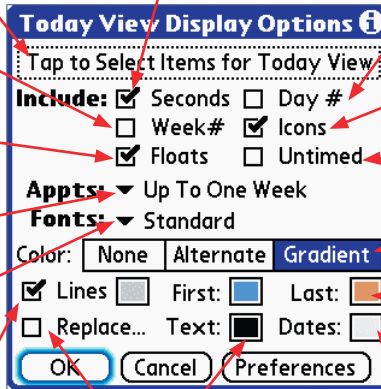 Today View Display Options i
Tap to Select Items for Today View
Include: Seconds Day #
Week# Icons
Floats Untimed
Appts: Up To One Week
Fonts: Standard
Color: None Alternate Gradient
Lines First: Last:
Replace... Text: Dates:
OK Cancel Preferences